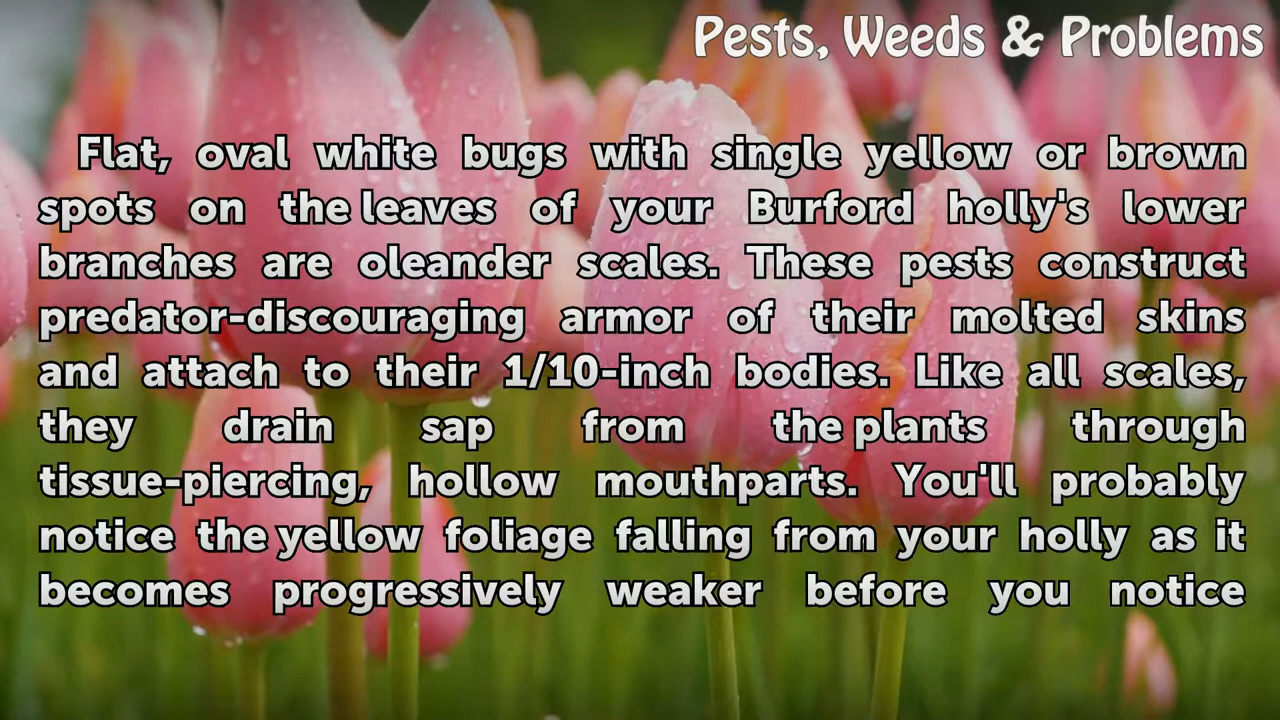 Pests, Weeds & Problems
Flat, oval white bugs with single yellow or brown
spots on the leaves of your Burford holly's lower
branches are oleander scales. These pests construct
predator-discouraging armor of their molted skins
and attach to their 1/10-inch bodies. Like all scales,
they drain sap from the plants through
tissue-piercing, hollow mouthparts. You'll probably
notice the yellow foliage falling from your holly as it
becomes progressively weaker before you notice